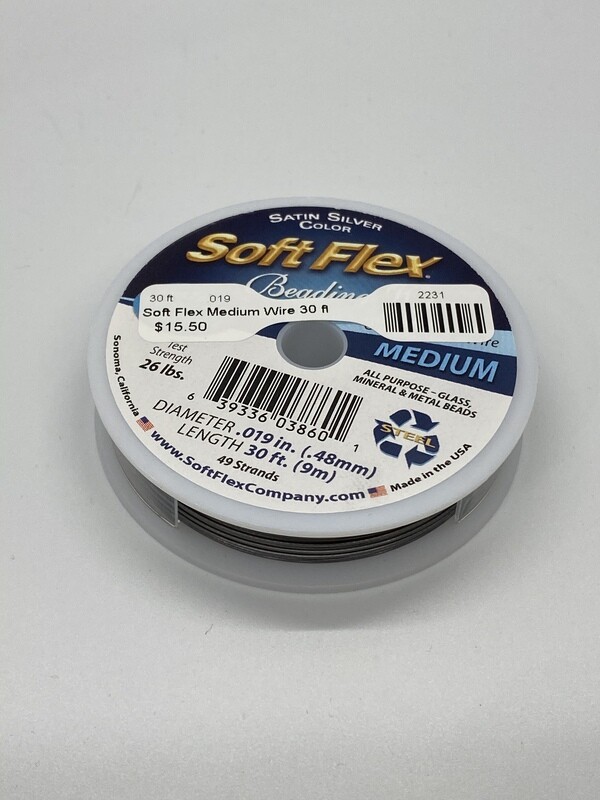 SATIN SILVER
COLOR
Soft Flex®
Beading
30 ft 019 2231
Soft Flex Medium Wire 30 ft
$15.50
Wire
MEDIUM
Test
Strength
26 lbs.
ALL PURPOSE – GLASS,
MINERAL & METAL BEADS
6 39336 03860 1
STEEL
DIAMETER .019 in. (.48mm)
LENGTH 30 ft. (9m)
49 Strands
Sonoma, California
www.SoftFlexCompany.com
Made in the USA